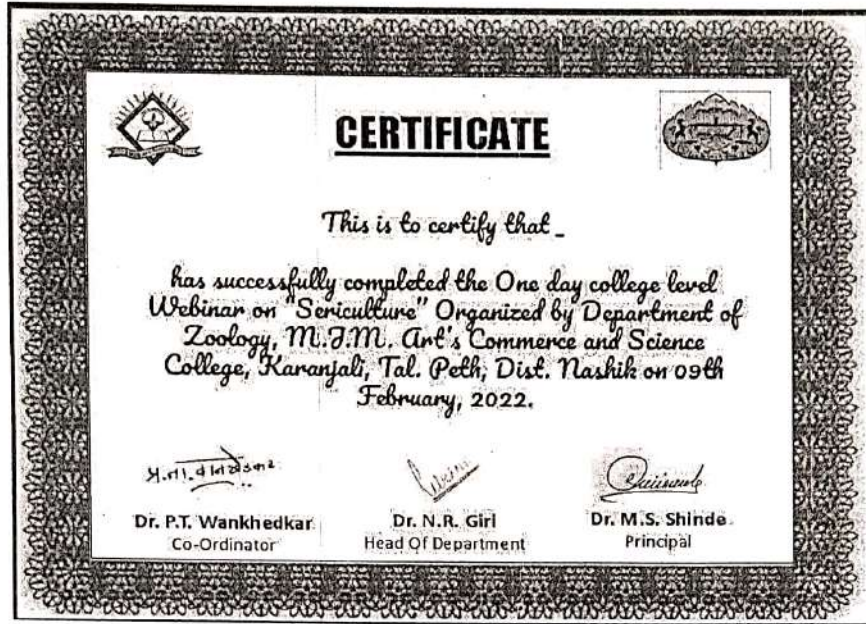 CERTIFICATE
This is to certify that _
has successfully completed the One day college level
Webinar on "Sericulture" Organized by Department of
Zoology, M.J.M. Art's Commerce and Science
College, Karanjali, Tal. Peth, Dist. Nashik on 09th
February, 2022.
Dr. P.T. Wankhedkar Dr. N.R. Giri Dr. M.S. Shinde
Co-Ordinator Head Of Department Principal